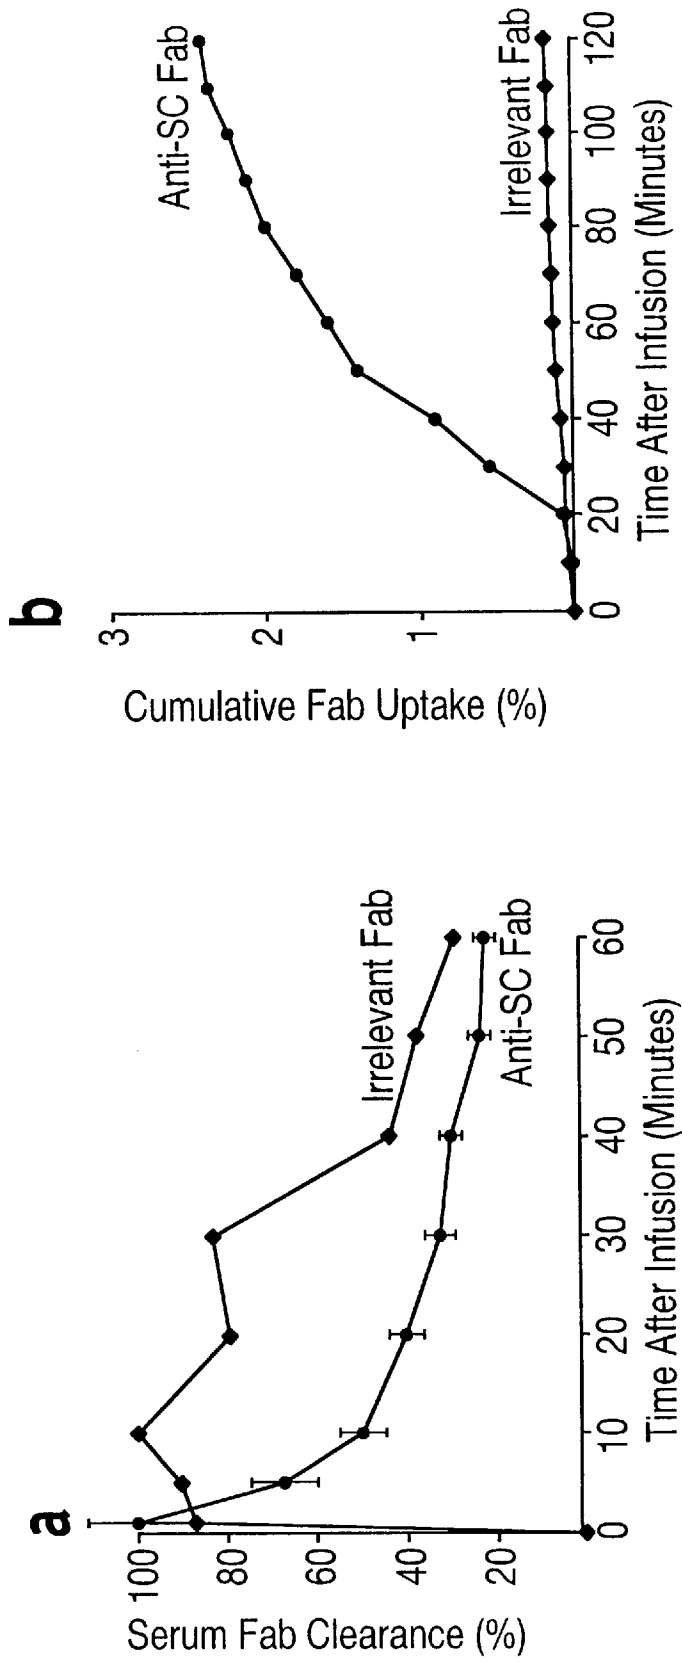 a
Serum Fab Clearance (%)
100
80
60
40
20
0
10
20
30
40
50
60
Time After Infusion (Minutes)
Irrelevant Fab
Anti-SC Fab
b
Cumulative Fab Uptake (%)
3
2
1
0
20
40
60
80
100
120
Time After Infusion (Minutes)
Anti-SC Fab
Irrelevant Fab